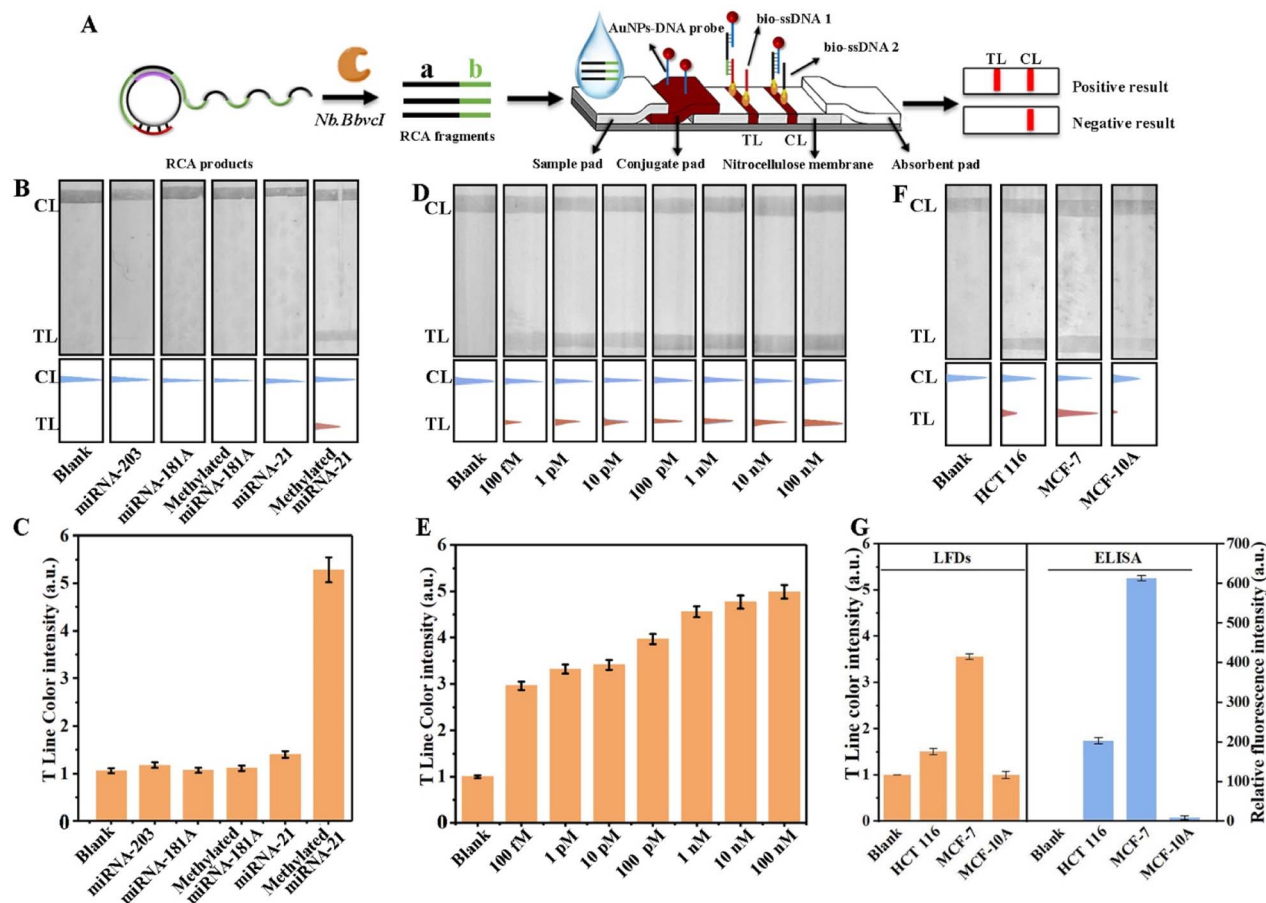 A
AuNPs-DNA probe
bio-ssDNA 1
bio-ssDNA 2
a b
Nb.BbvcI
RCA fragments
RCA products
TL CL
Sample pad
Conjugate pad
Nitrocellulose membrane
Absorbent pad
TL CL
Positive result
Negative result
B
CL
TL
CL
TL
Blank
miRNA-203
miRNA-181A
Methylated
miRNA-181A
miRNA-21
Methylated
miRNA-21
D
CL
TL
CL
TL
Blank
100 fM
1 pM
10 pM
100 pM
1 nM
10 nM
100 nM
F
CL
TL
CL
TL
Blank
HCT 116
MCF-7
MCF-10A
C
T Line Color intensity (a.u.)
6
5
4
3
2
1
0
Blank
miRNA-203
miRNA-181A
Methylated
miRNA-181A
miRNA-21
Methylated
miRNA-21
E
T Line Color intensity (a.u.)
6
5
4
3
2
1
0
Blank
100 fM
1 pM
10 pM
100 pM
1 nM
10 nM
100 nM
G
T Line color intensity (a.u.)
6
5
4
3
2
1
0
LFDs
ELISA
Blank
HCT 116
MCF-7
MCF-10A
Blank
HCT 116
MCF-7
MCF-10A
700
600
500
400
300
200
100
0
Relative fluorescence intensity (a.u.)